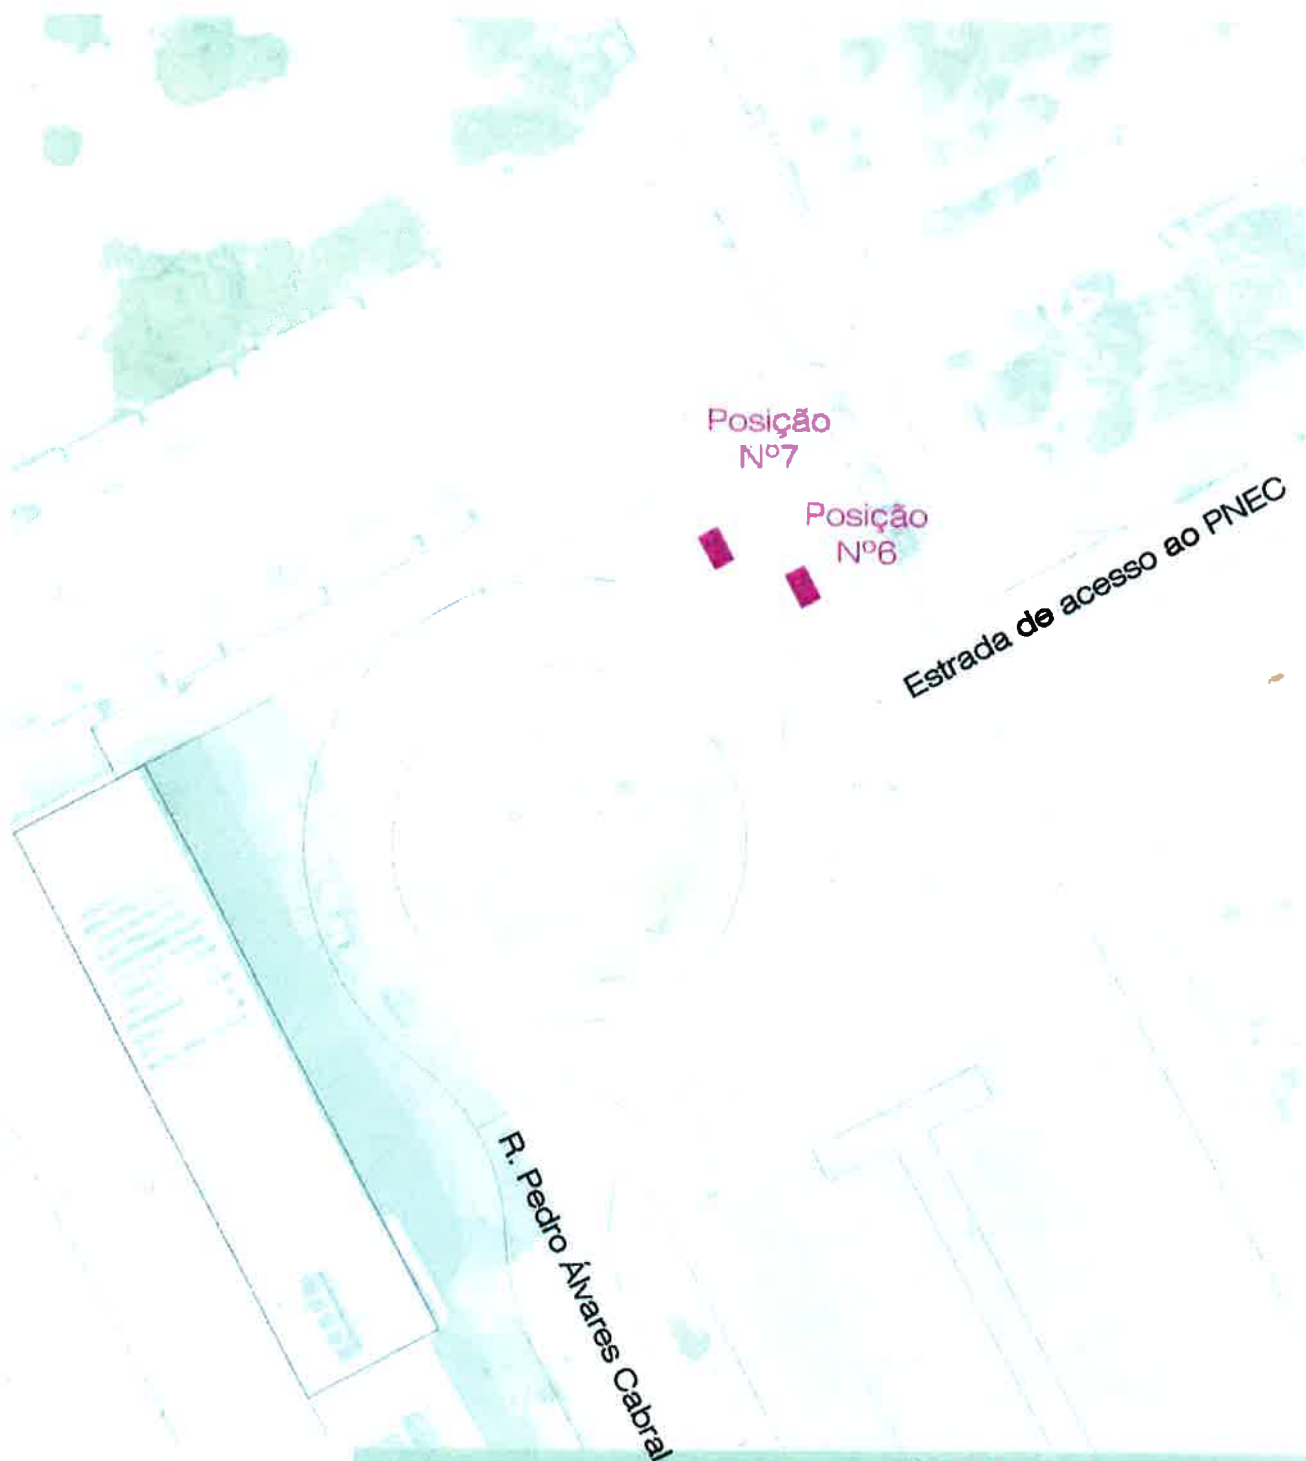 Posição
Nº7
Posição
Nº6
Estrada de acesso ao PNEC
R. Pedro Álvares Cabral